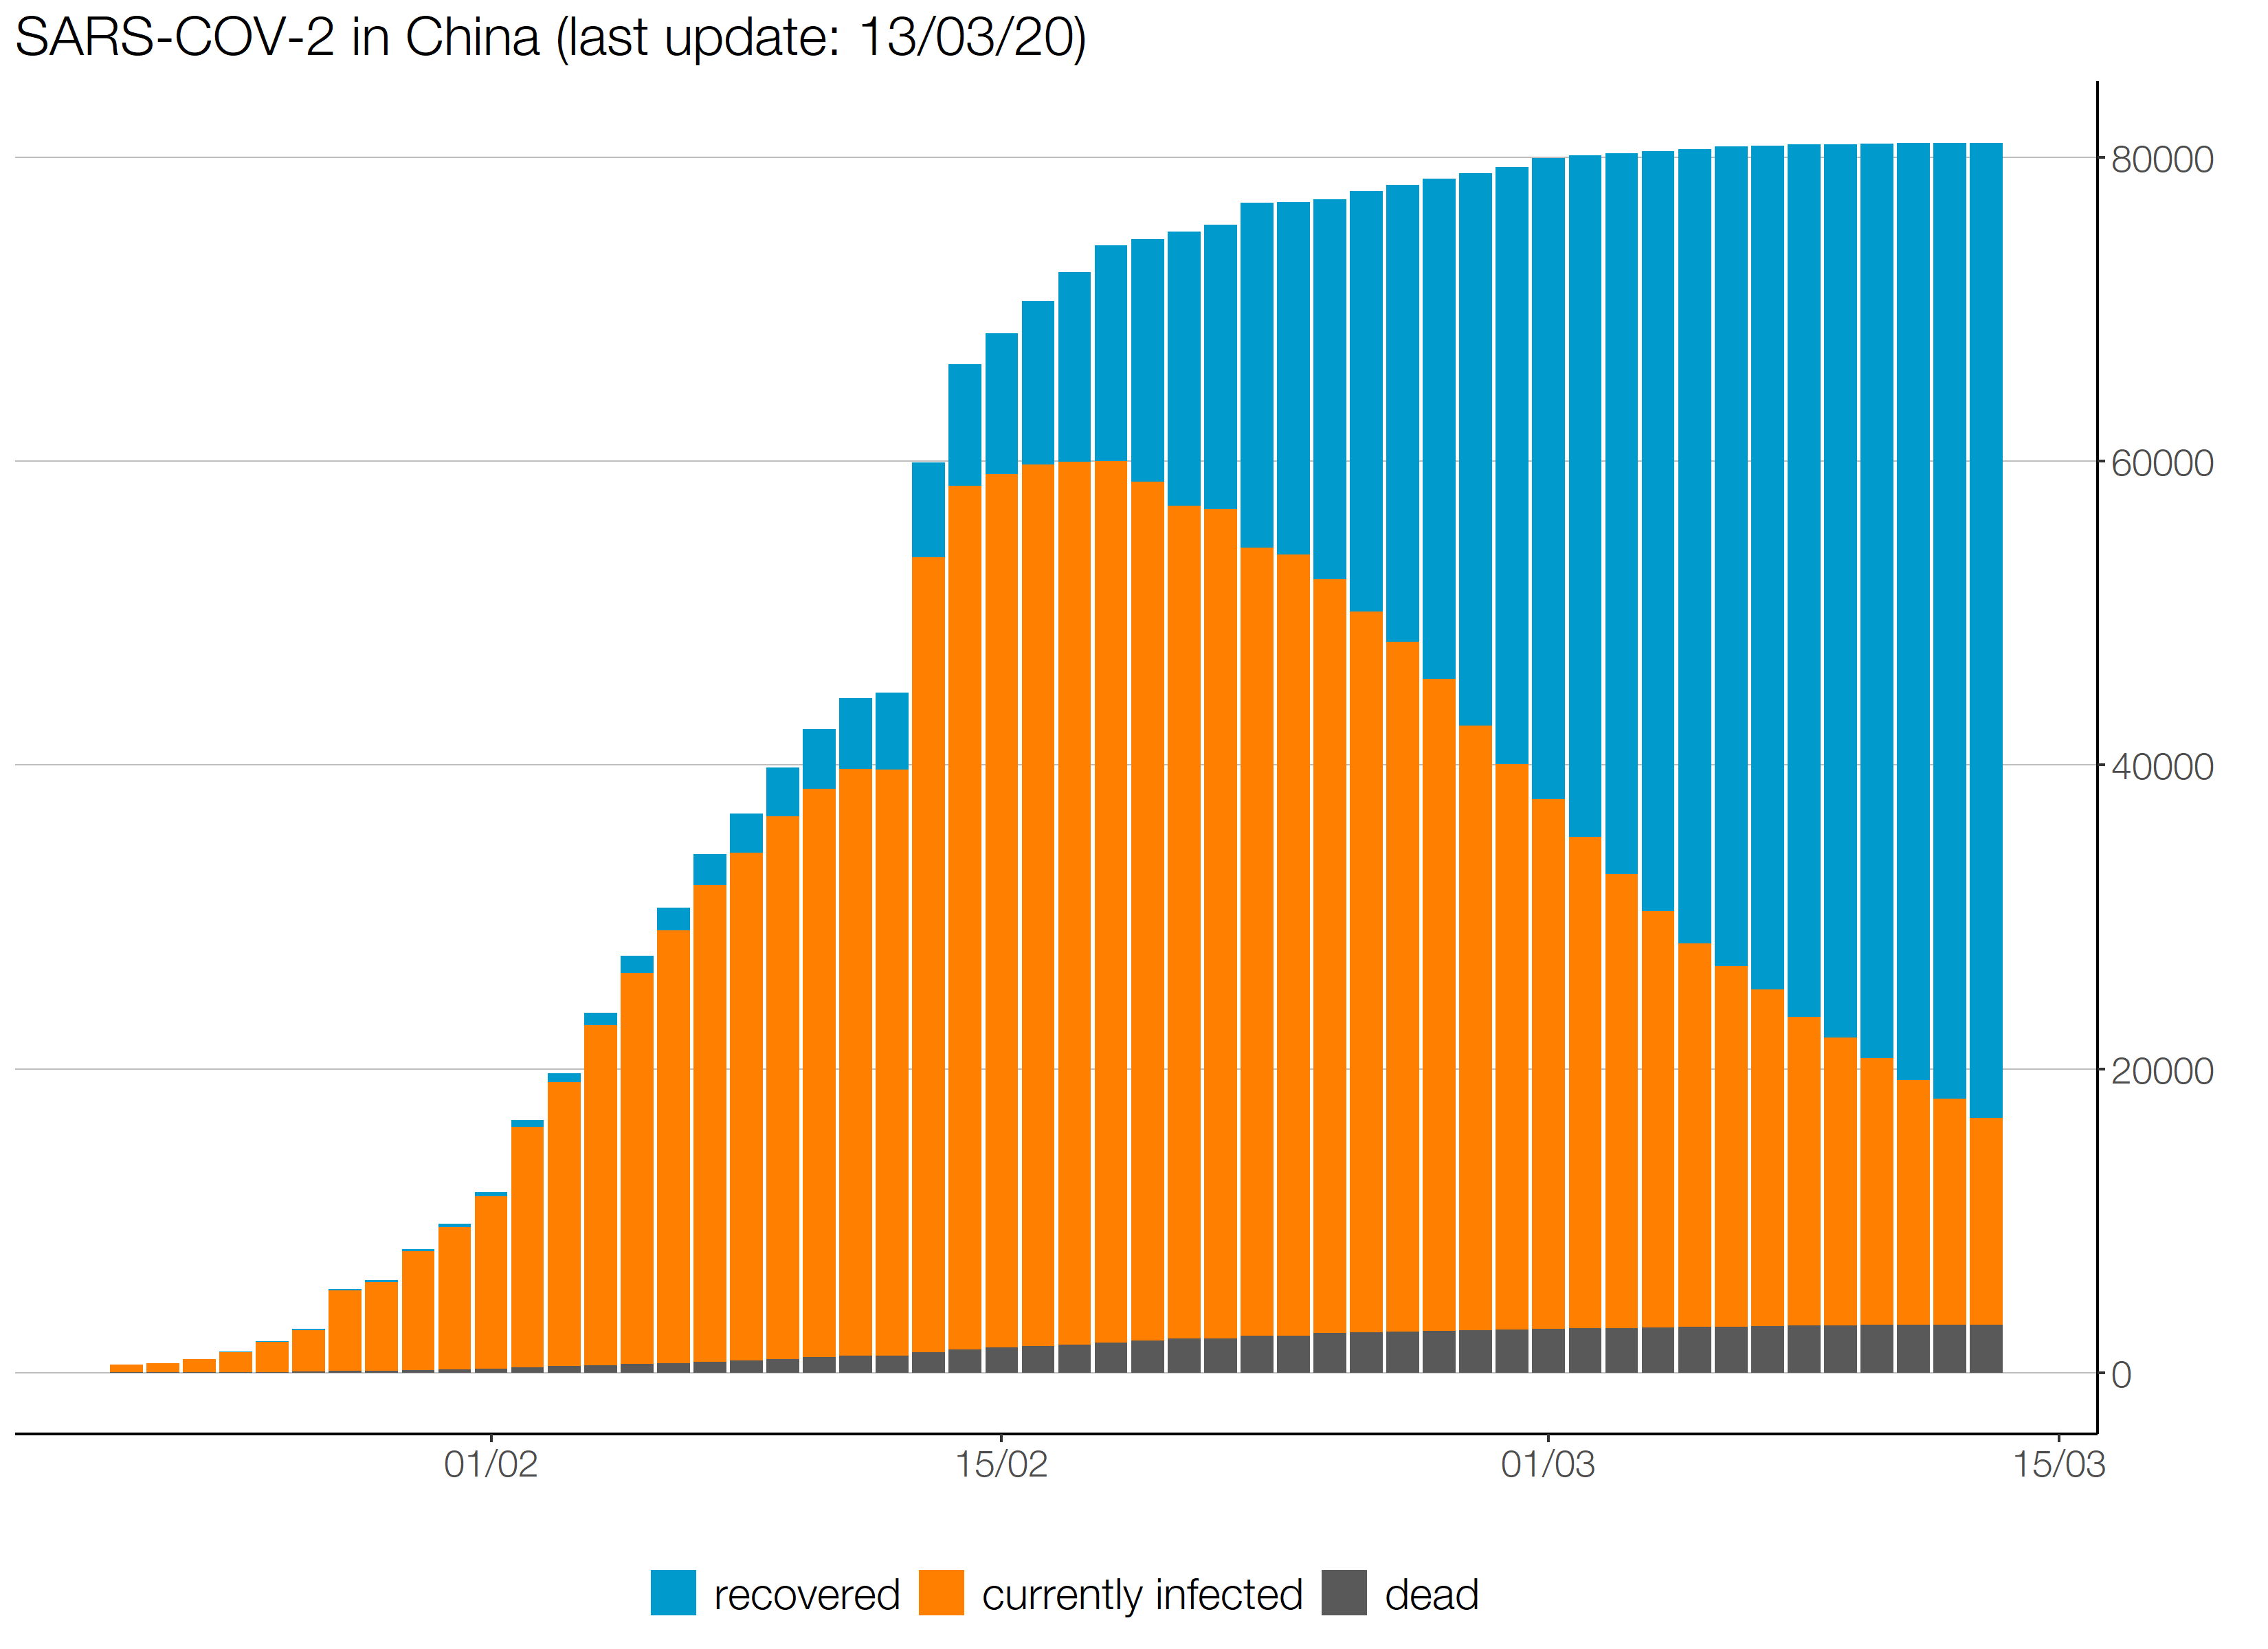 SARS-COV-2 in China (last update: 13/03/20)
80000
60000
40000
20000
0
01/02 15/02 01/03 15/03
recovered currently infected dead